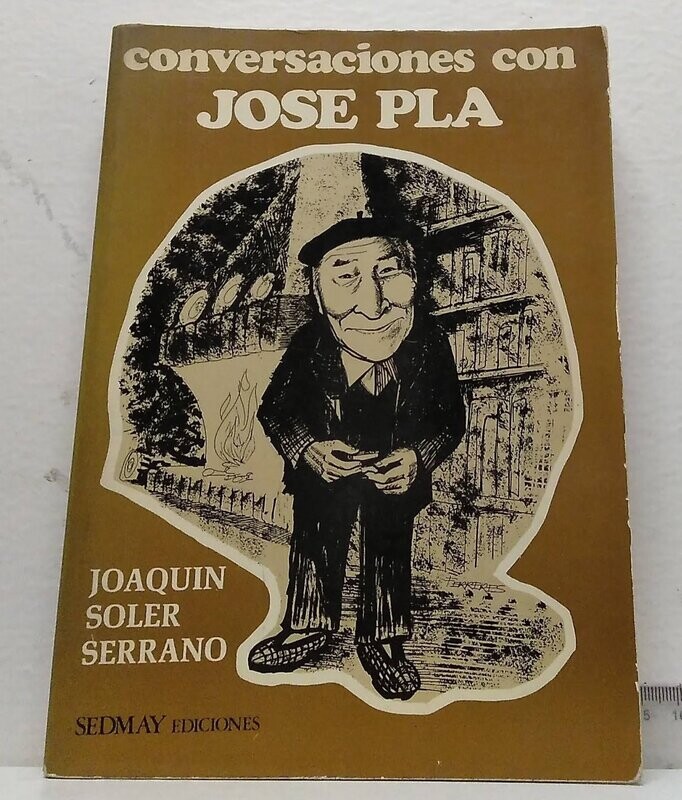 conversaciones con
JOSE PLA
JOAQUIN
SOLER
SERRANO
SEDMAY EDICIONES